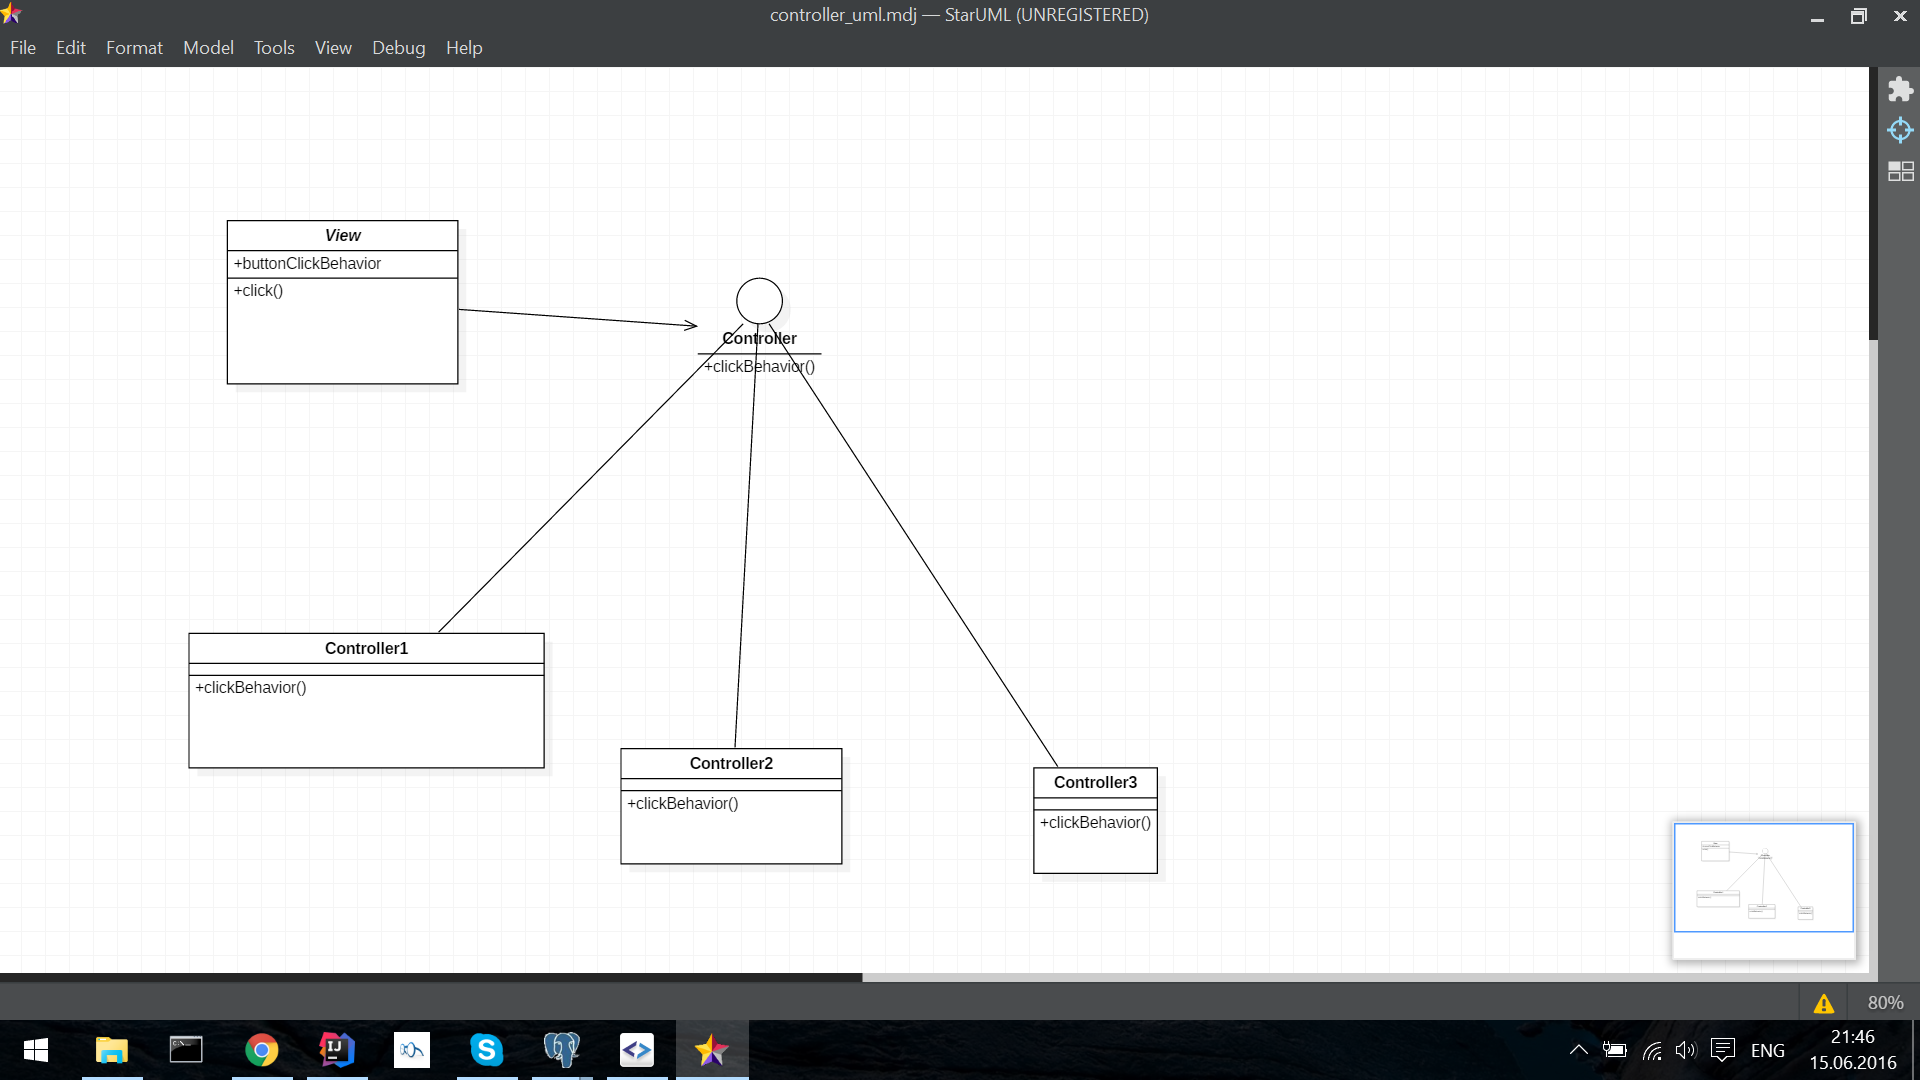 controller_uml.mdj — StarUML (UNREGISTERED)
File Edit Format Model Tools View Debug Help
View
+buttonClickBehavior
+click()
Controller
+clickBehavior()
Controller1
+clickBehavior()
Controller2
+clickBehavior()
Controller3
+clickBehavior()
80%
21:46
ENG
15.06.2016